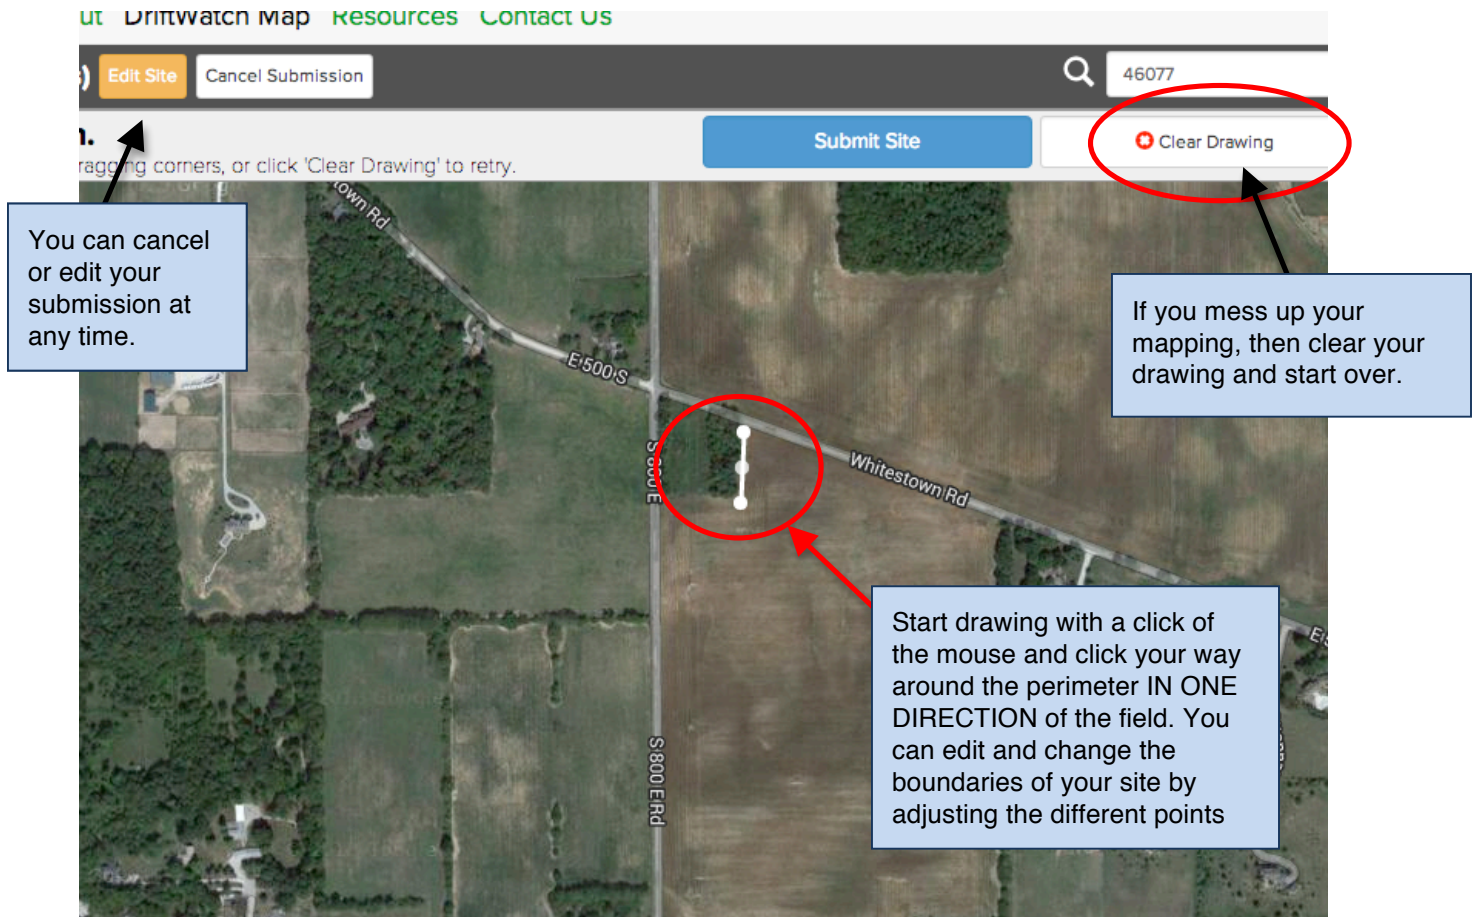 ut DriftWatch Map Resources Contact Us
s) Edit Site Cancel Submission 46077
n.
ragging corners, or click 'Clear Drawing' to retry.
Submit Site
Clear Drawing
town Rd
You can cancel
or edit your
submission at
any time.
If you mess up your
mapping, then clear your
drawing and start over.
E 500 S
S 800 E
Whitestown Rd
Start drawing with a click of
the mouse and click your way
around the perimeter IN ONE
DIRECTION of the field. You
can edit and change the
boundaries of your site by
adjusting the different points
S 800 E Rd